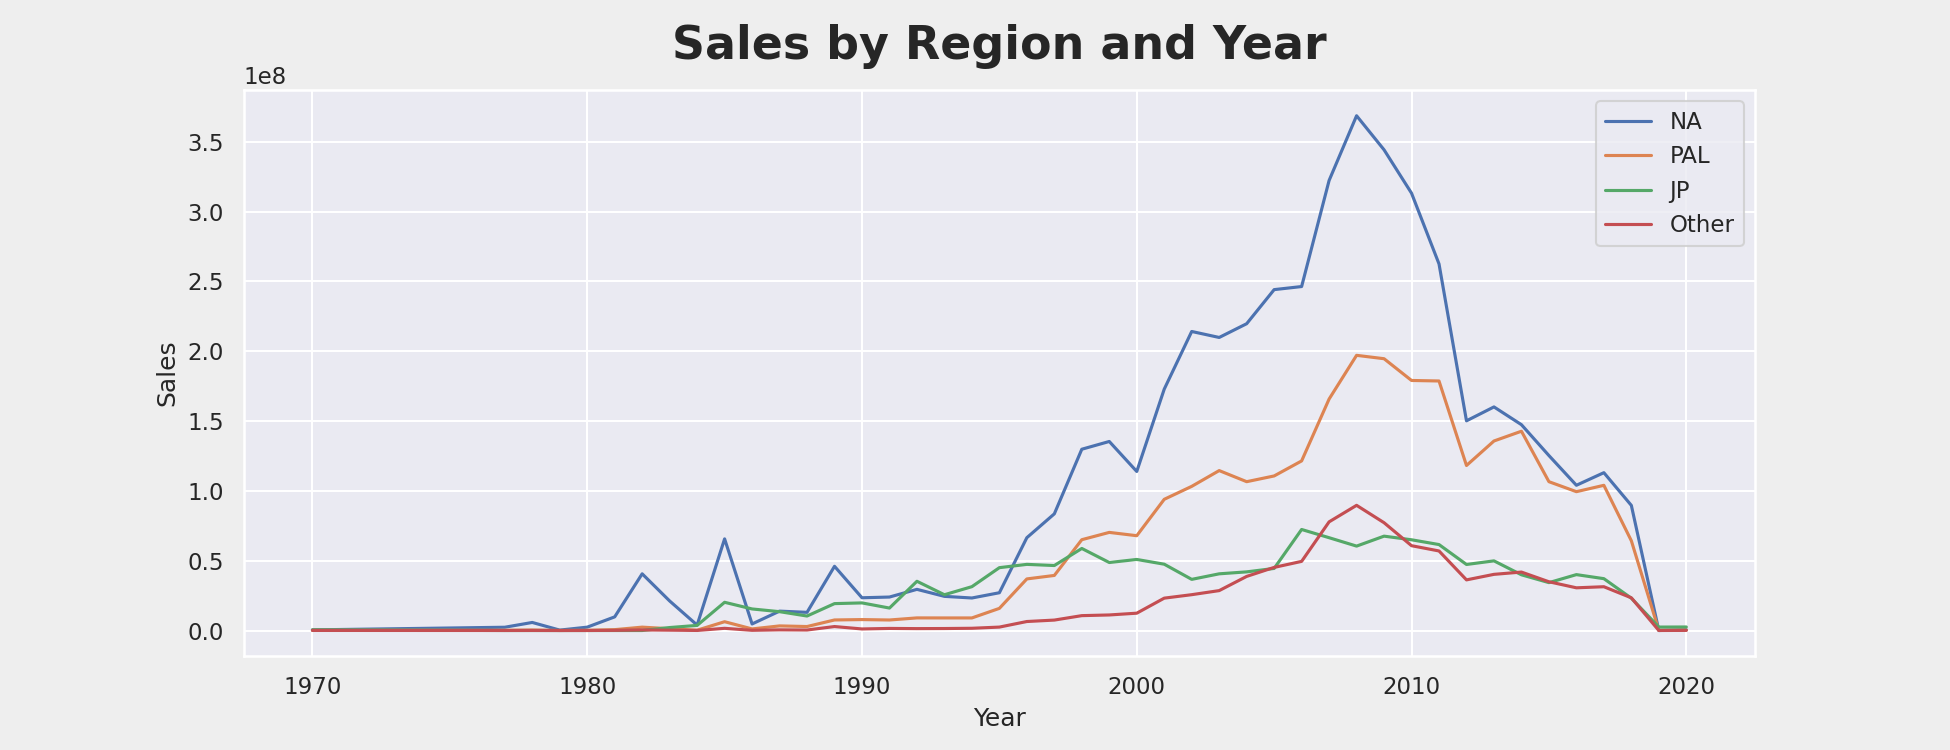 Sales by Region and Year
1e8
3.5
3.0
2.5
2.0
1.5
1.0
0.5
0.0
Sales
NA
PAL
JP
Other
1970 1980 1990 2000 2010 2020
Year